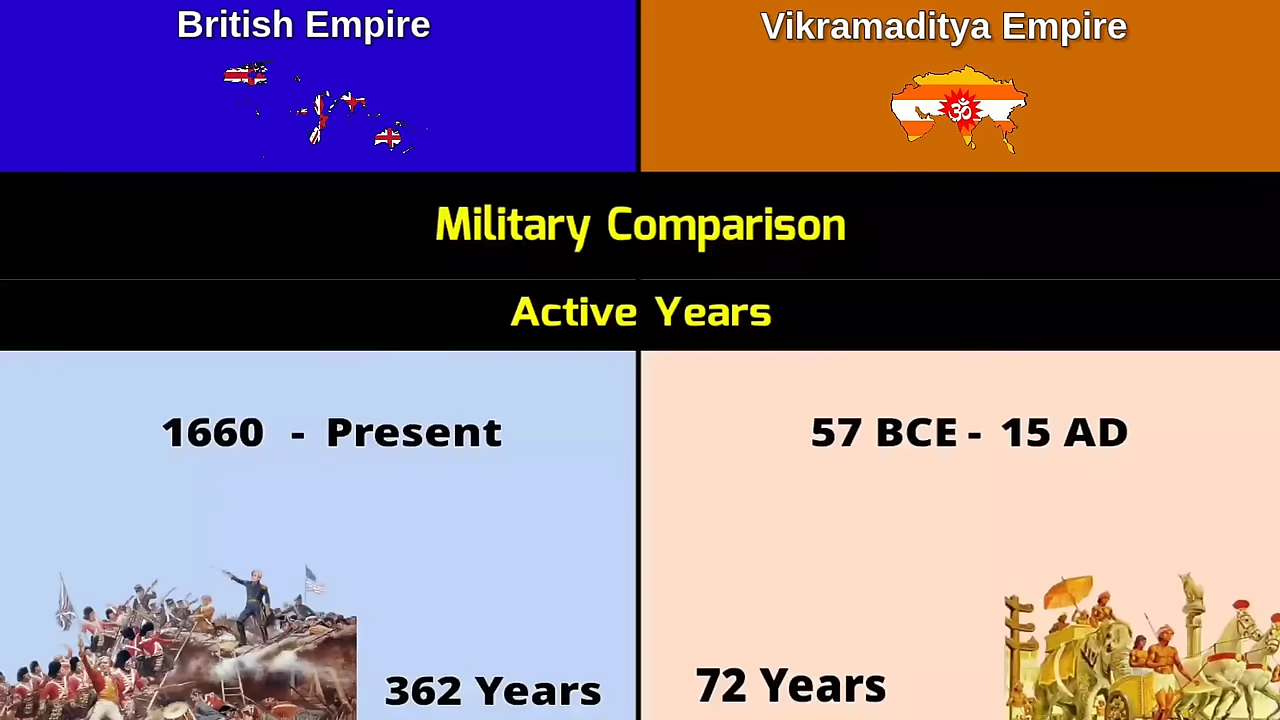 British Empire
Vikramaditya Empire
ॐ
Military Comparison
Active Years
1660 - Present
57 BCE - 15 AD
362 Years
72 Years